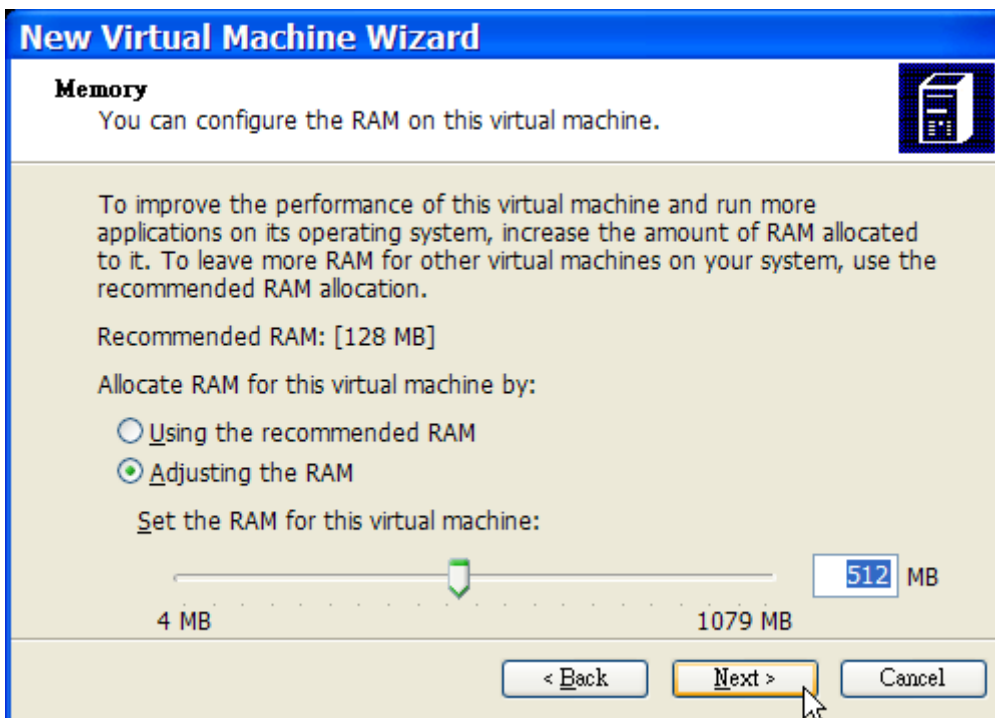 New Virtual Machine Wizard
Memory
You can configure the RAM on this virtual machine.
To improve the performance of this virtual machine and run more
applications on its operating system, increase the amount of RAM allocated
to it. To leave more RAM for other virtual machines on your system, use the
recommended RAM allocation.
Recommended RAM: [128 MB]
Allocate RAM for this virtual machine by:
Using the recommended RAM
Adjusting the RAM
Set the RAM for this virtual machine:
512 MB
4 MB 1079 MB
< Back Next > Cancel